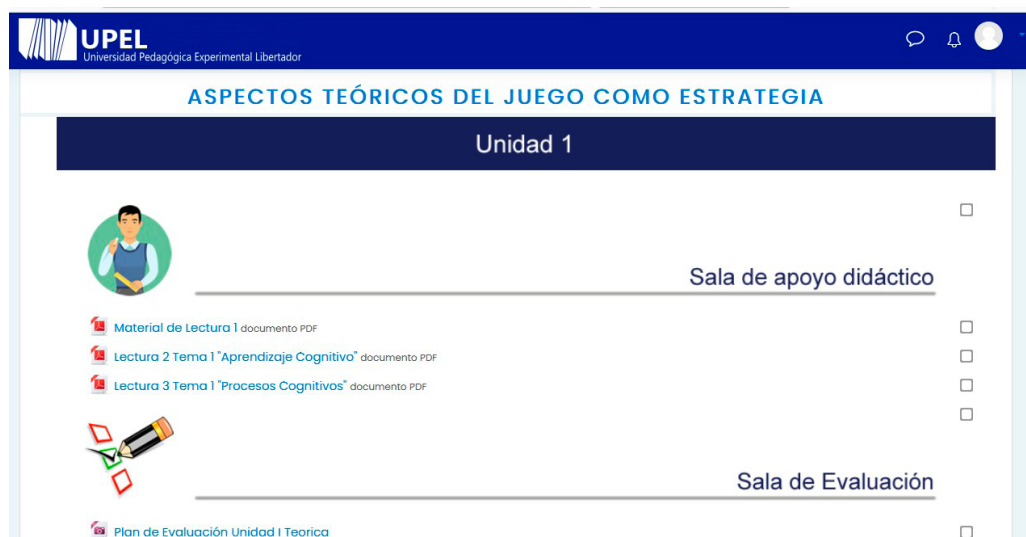 UPEL
Universidad Pedagógica Experimental Libertador
ASPECTOS TEÓRICOS DEL JUEGO COMO ESTRATEGIA
Unidad 1
Sala de apoyo didáctico
Material de Lectura 1 documento PDF
Lectura 2 Tema 1 "Aprendizaje Cognitivo" documento PDF
Lectura 3 Tema 1 "Procesos Cognitivos" documento PDF
Sala de Evaluación
Plan de Evaluación Unidad I Teorica